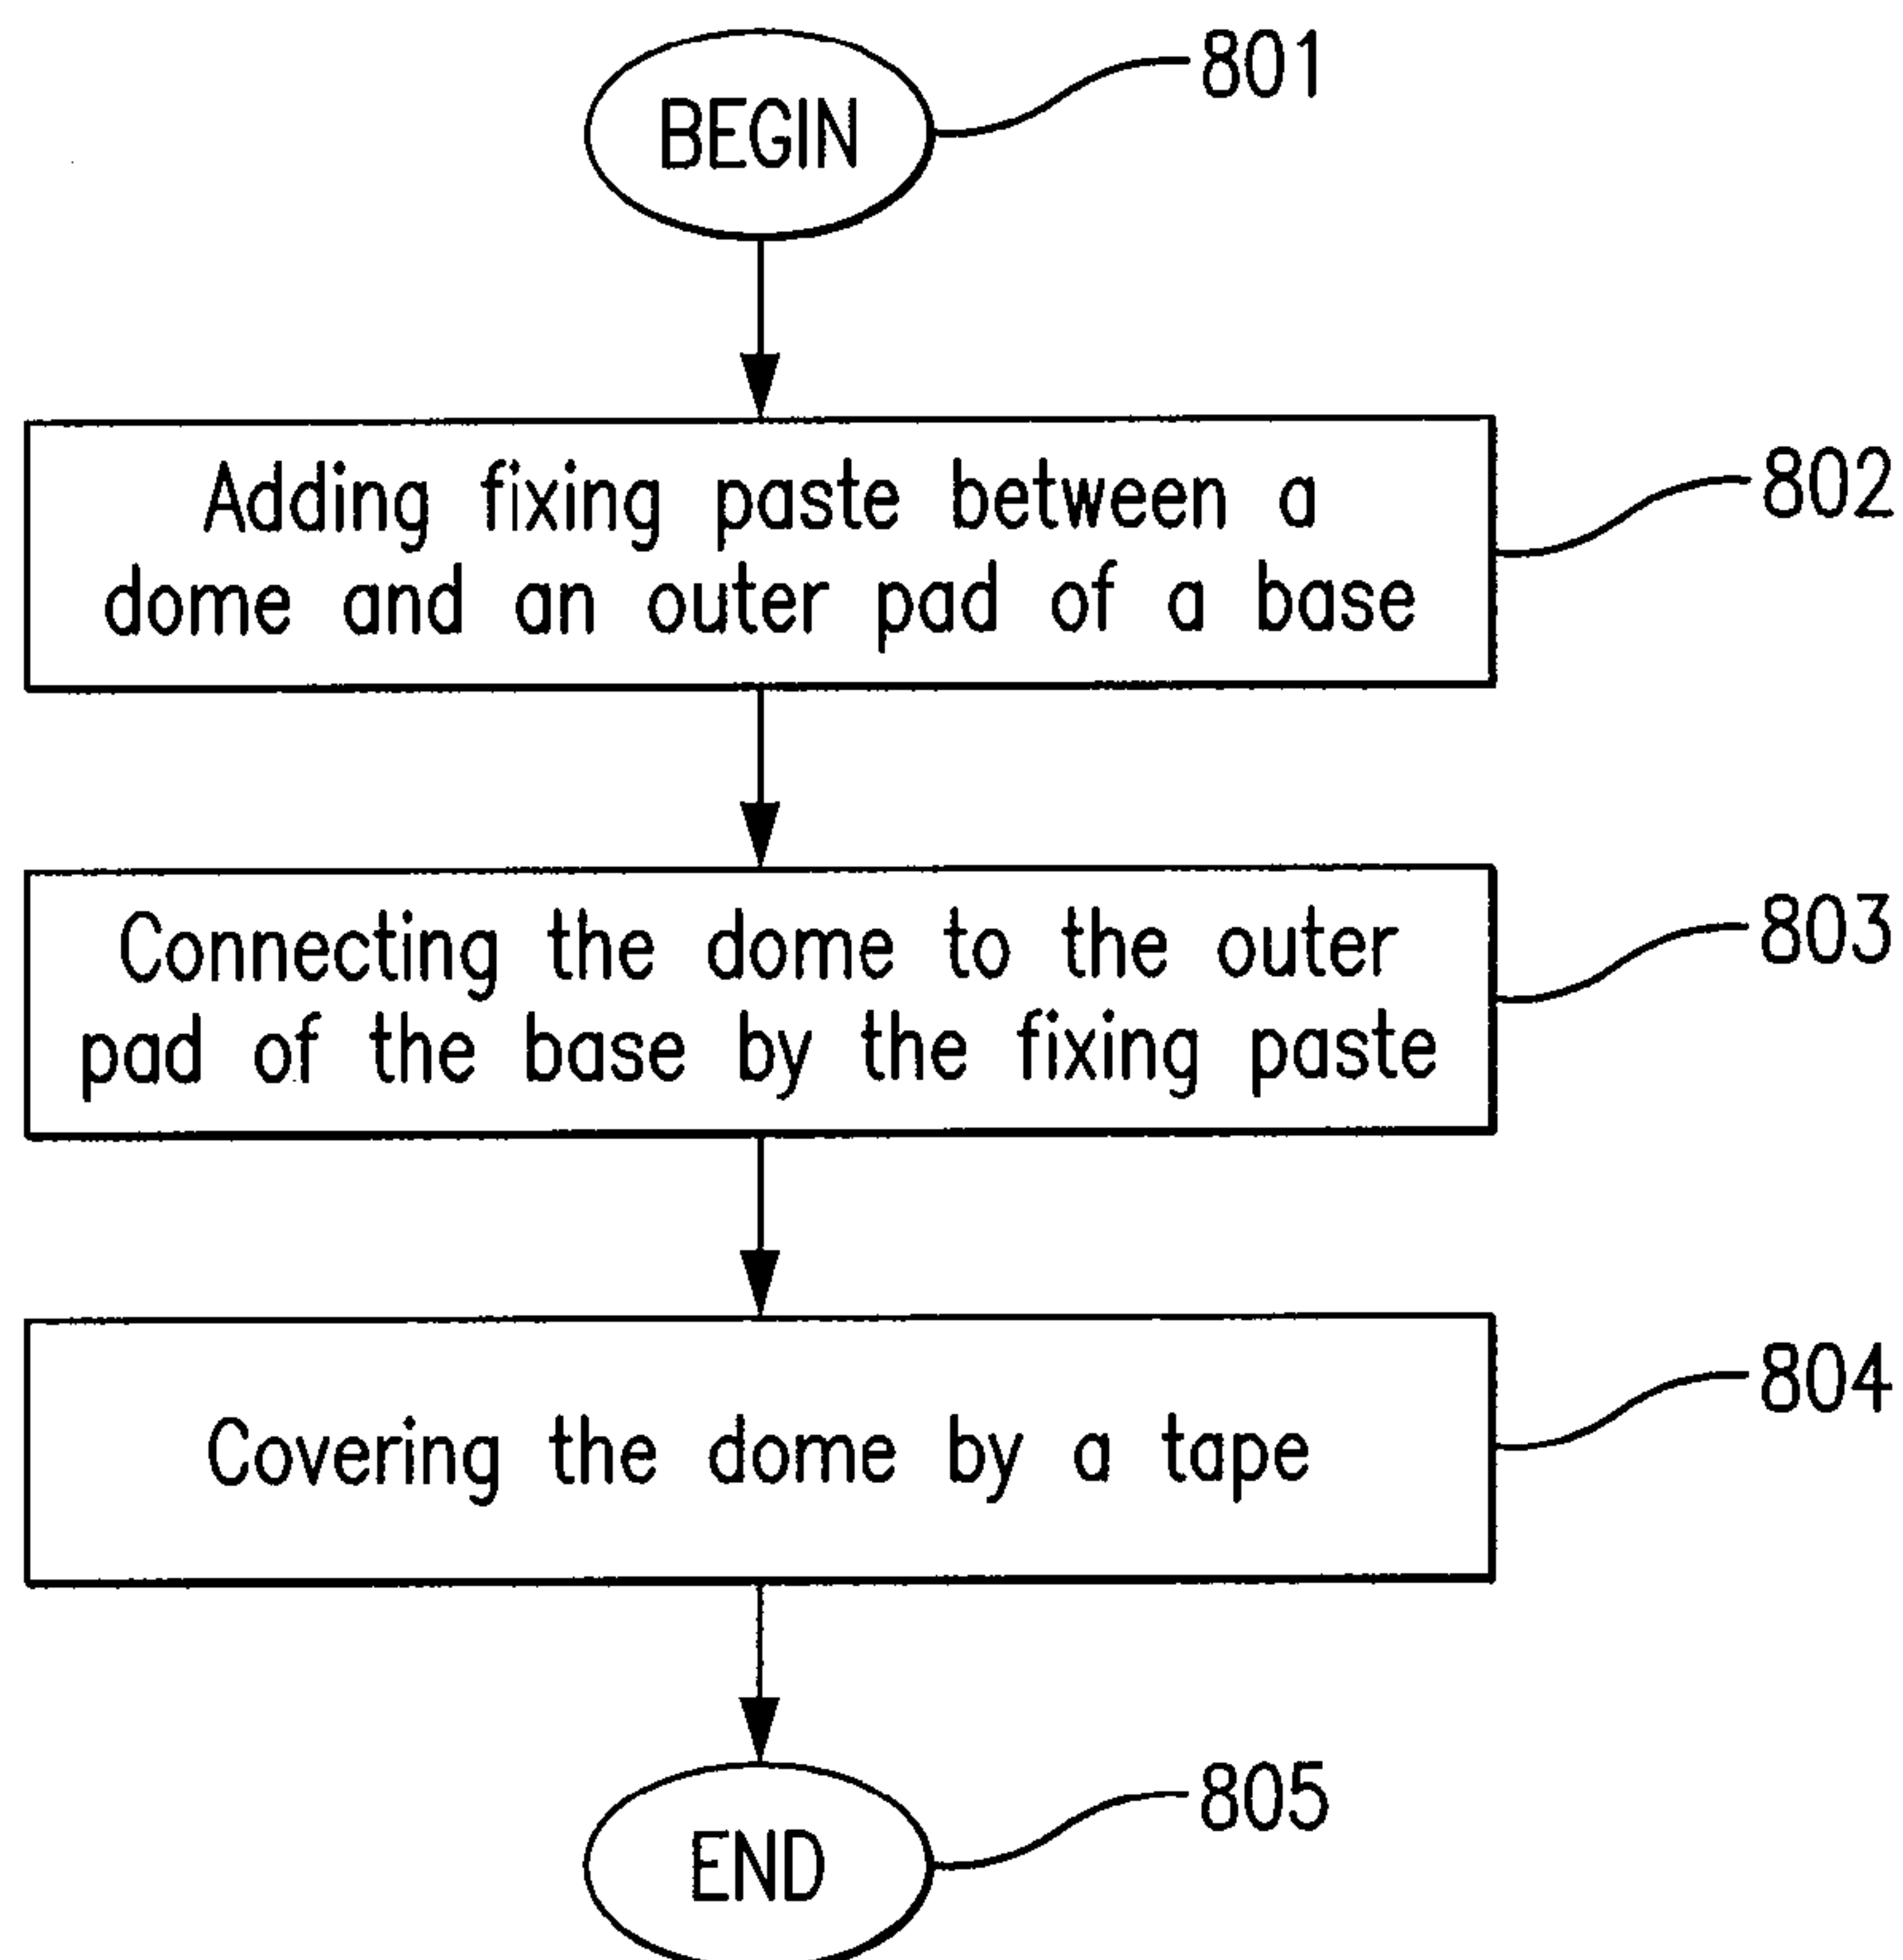 BEGIN
801
Adding fixing paste between a
dome and an outer pad of a base
802
Connecting the dome to the outer
pad of the base by the fixing paste
803
Covering the dome by a tape
804
END
805